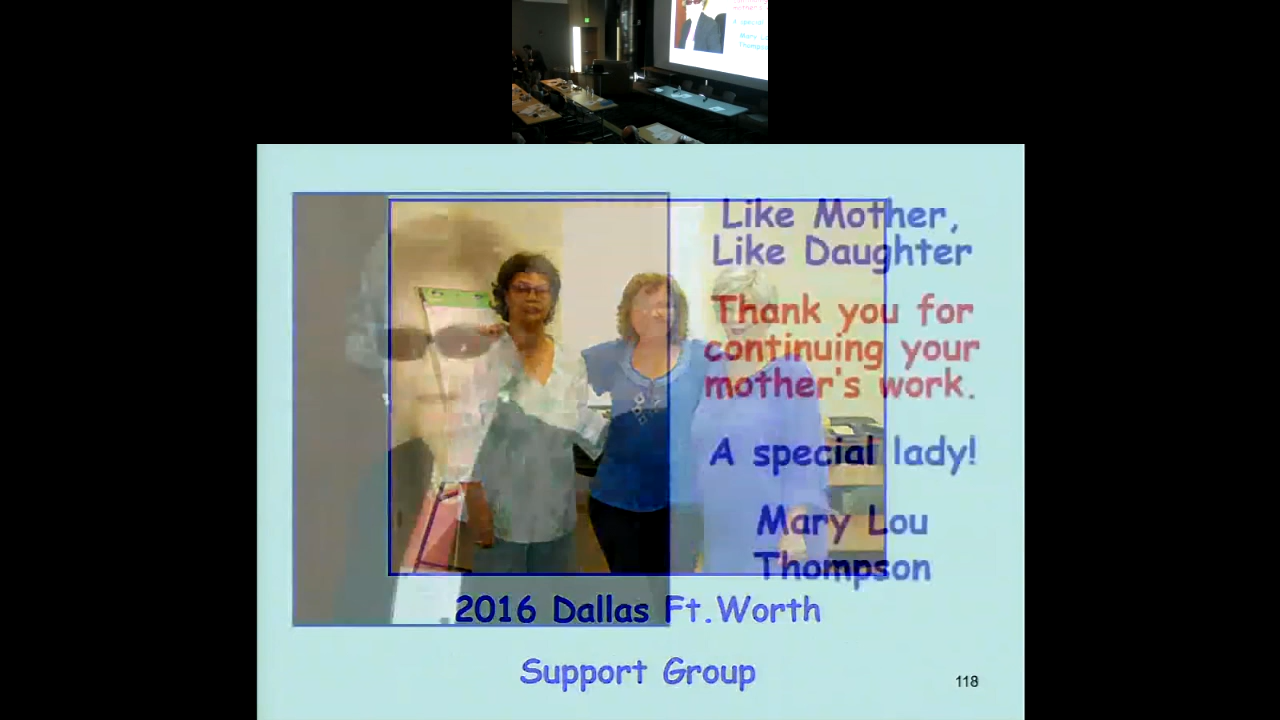 Like Mother,
Like Daughter
Thank you for
continuing your
mother's work.
A special lady!
Mary Lou
Thompson
2016 Dallas Ft.Worth
Support Group
118